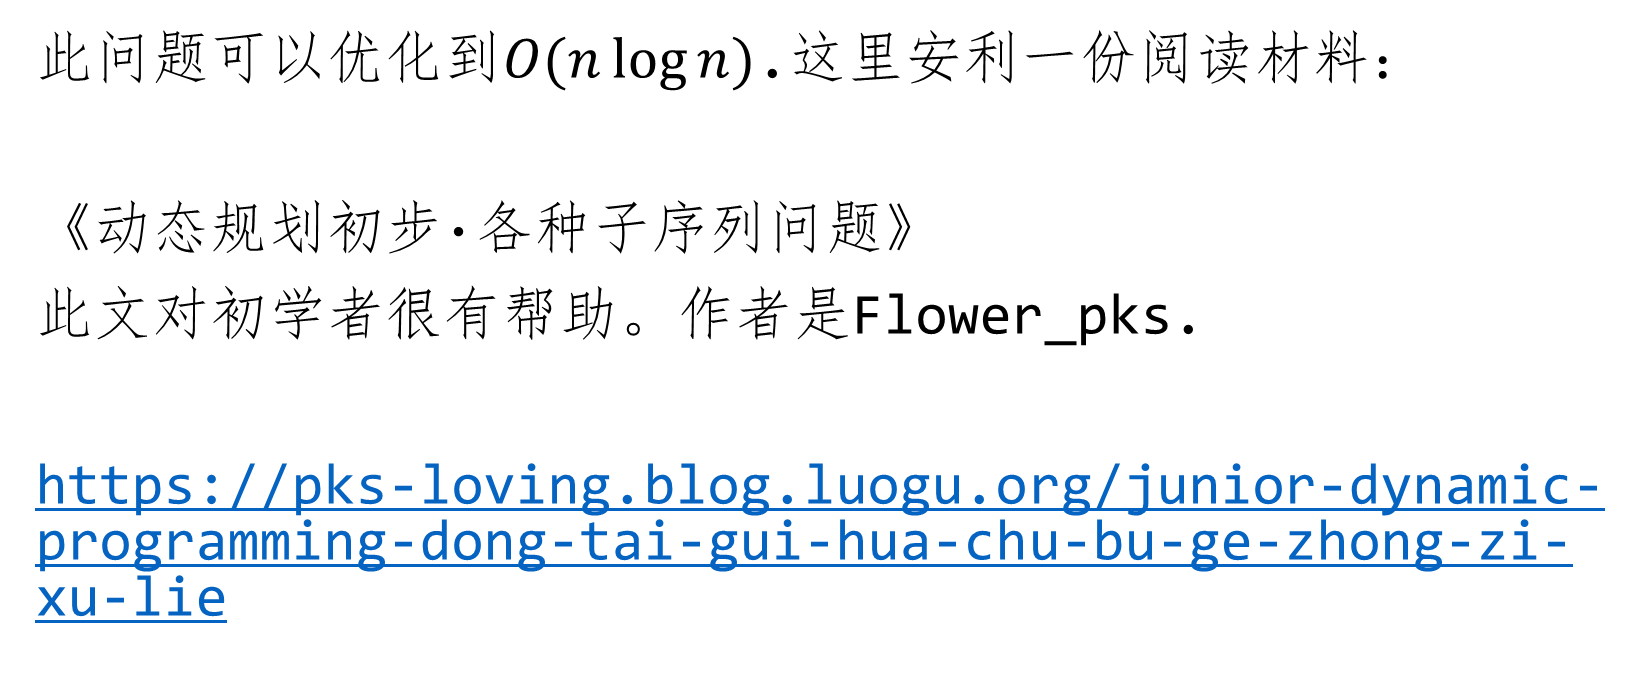 此问题可以优化到O(n log n).这里安利一份阅读材料：
《动态规划初步·各种子序列问题》
此文对初学者很有帮助。作者是Flower_pks.
https://pks-loving.blog.luogu.org/junior-dynamic-
programming-dong-tai-gui-hua-chu-bu-ge-zhong-zi-
xu-lie